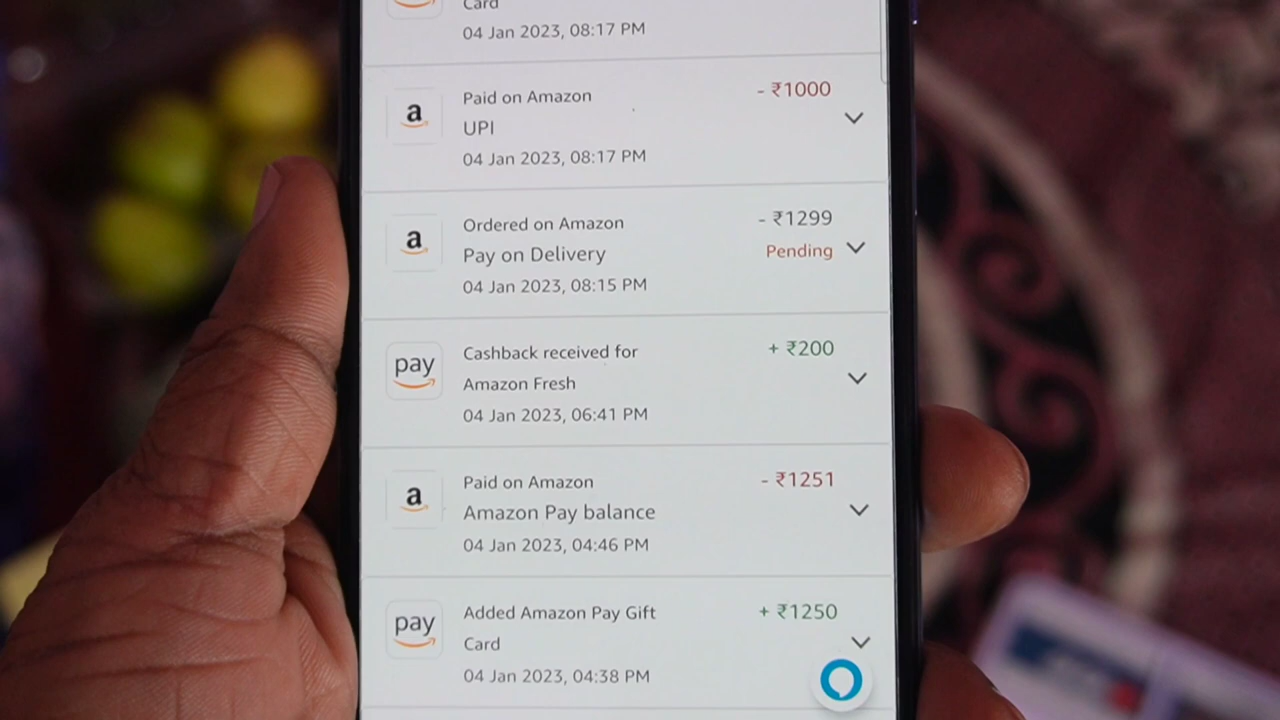 Card
04 Jan 2023, 08:17 PM
a
Paid on Amazon
- ₹1000
UPI
04 Jan 2023, 08:17 PM
a
Ordered on Amazon
- ₹1299
Pay on Delivery
Pending
04 Jan 2023, 08:15 PM
pay
Cashback received for
+ ₹200
Amazon Fresh
04 Jan 2023, 06:41 PM
a
Paid on Amazon
- ₹1251
Amazon Pay balance
04 Jan 2023, 04:46 PM
pay
Added Amazon Pay Gift
+ ₹1250
Card
04 Jan 2023, 04:38 PM